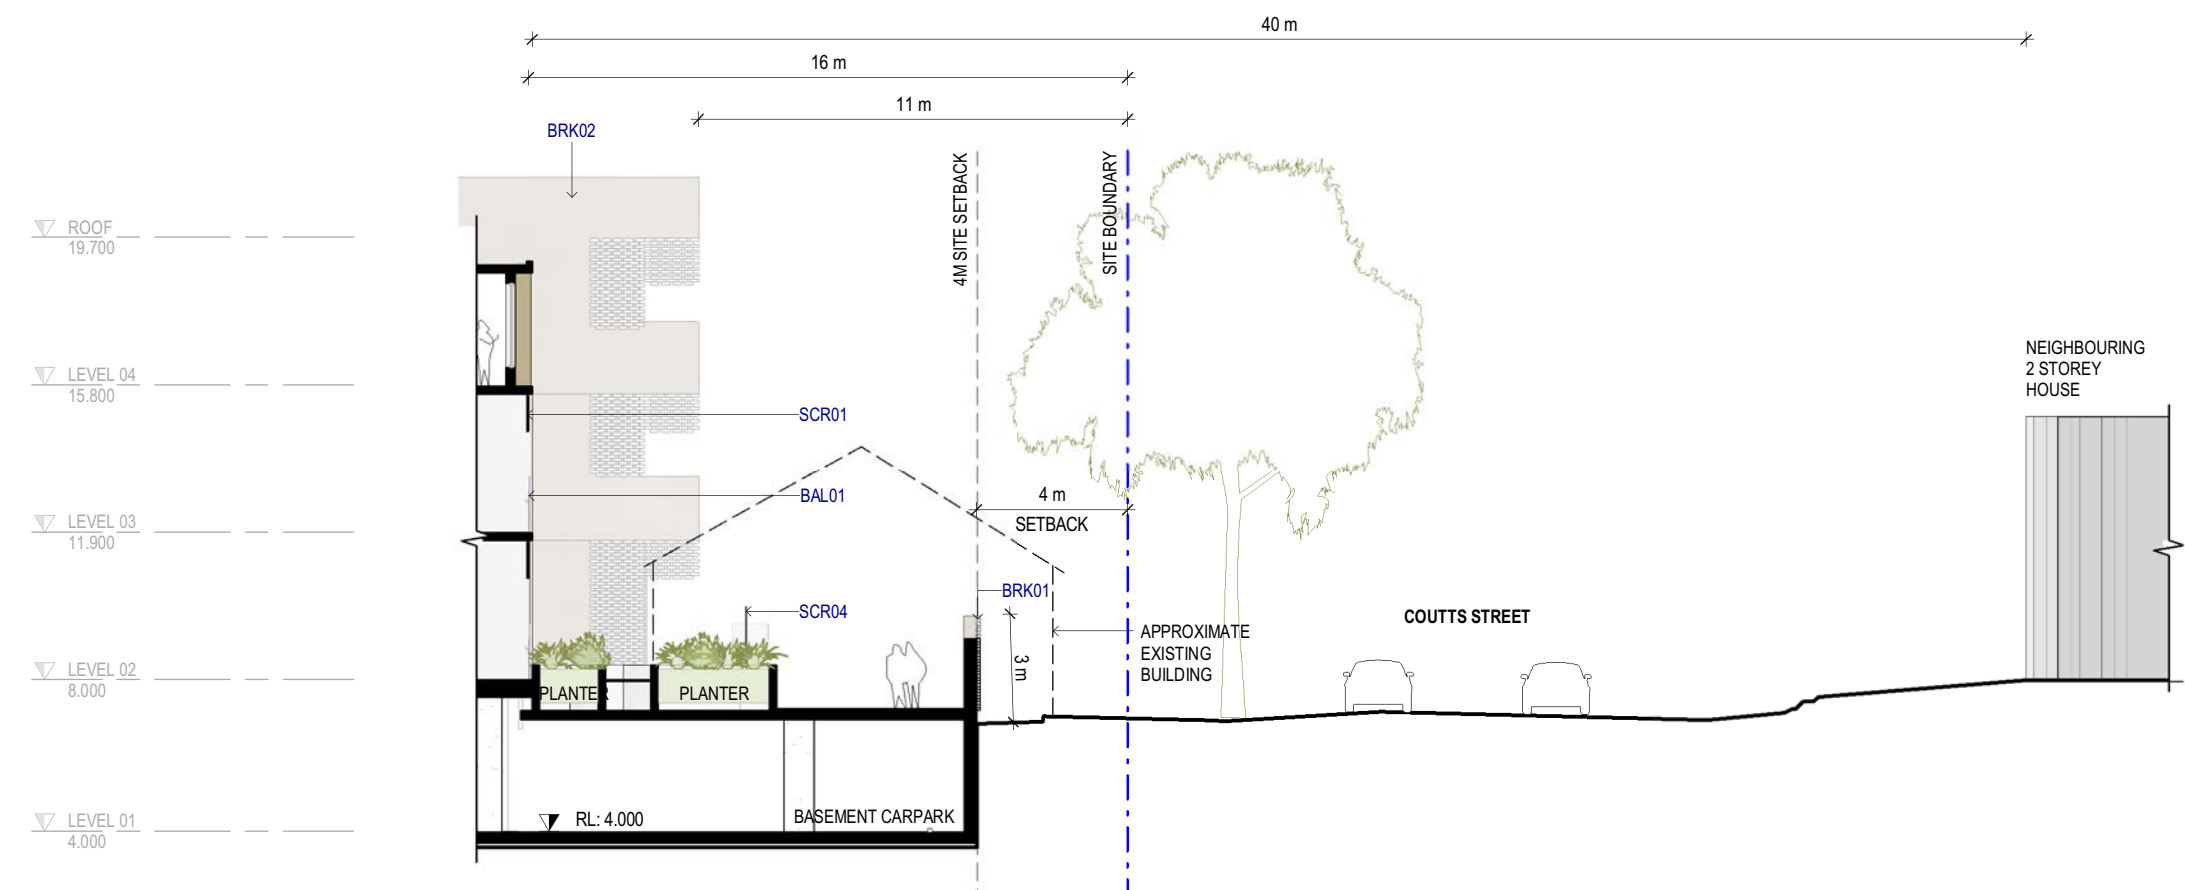 40 m
16 m
11 m
BRK02
4M SITE SETBACK
SITE BOUNDARY
ROOF
19.700
NEIGHBOURING
2 STOREY
HOUSE
LEVEL 04
15.800
SCR01
BAL01
4 m
SETBACK
LEVEL 03
11.900
BRK01
SCR04
COUTTS STREET
APPROXIMATE
EXISTING
BUILDING
3 m
LEVEL 02
8.000
PLANTER
PLANTER
RL: 4.000
BASEMENT CARPARK
LEVEL 01
4.000